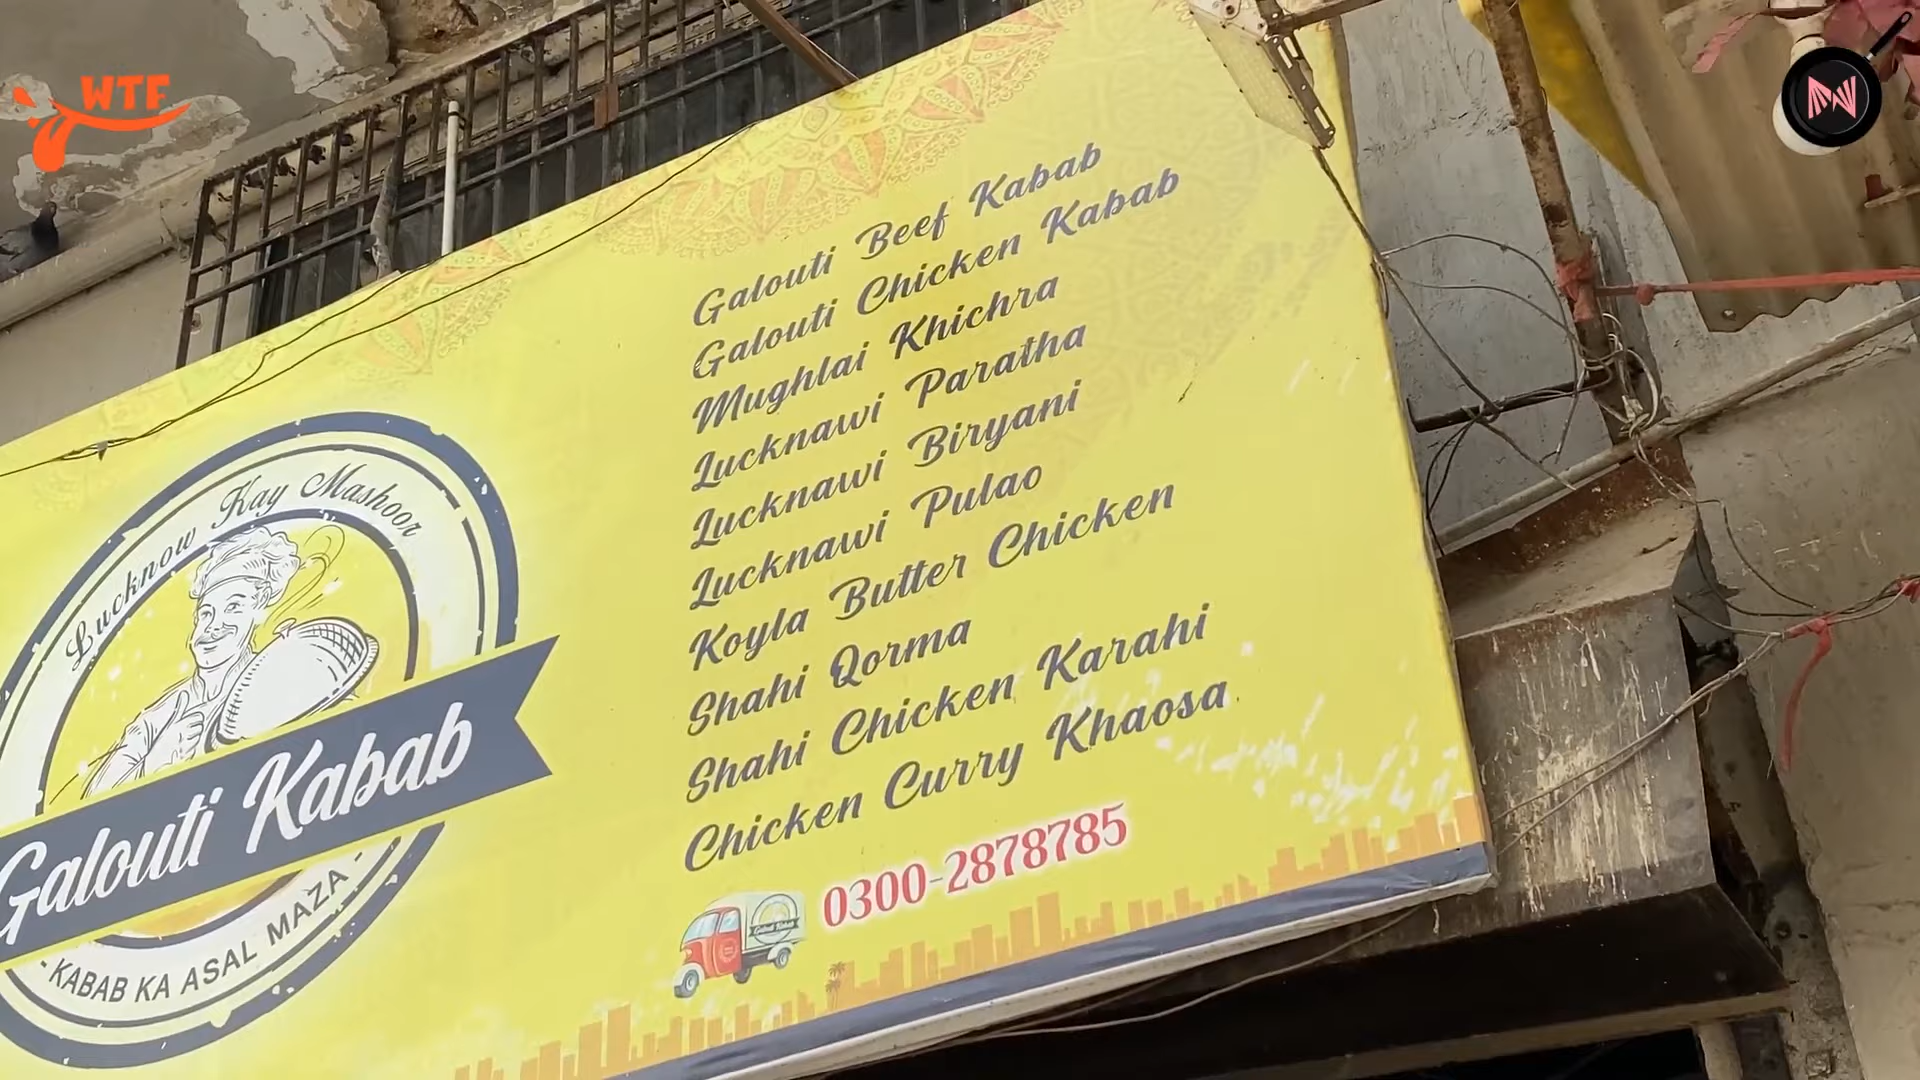 WTF
Lucknow Kay Mashoor
Galouti Kabab
KABAB KA ASAL MAZA
Galouti Beef Kabab
Galouti Chicken Kabab
Mughlai Khichra
Lucknawi Paratha
Lucknawi Biryani
Lucknawi Pulao
Koyla Butter Chicken
Shahi Qorma
Shahi Chicken Karahi
Chicken Curry Khaosa
0300-2878785